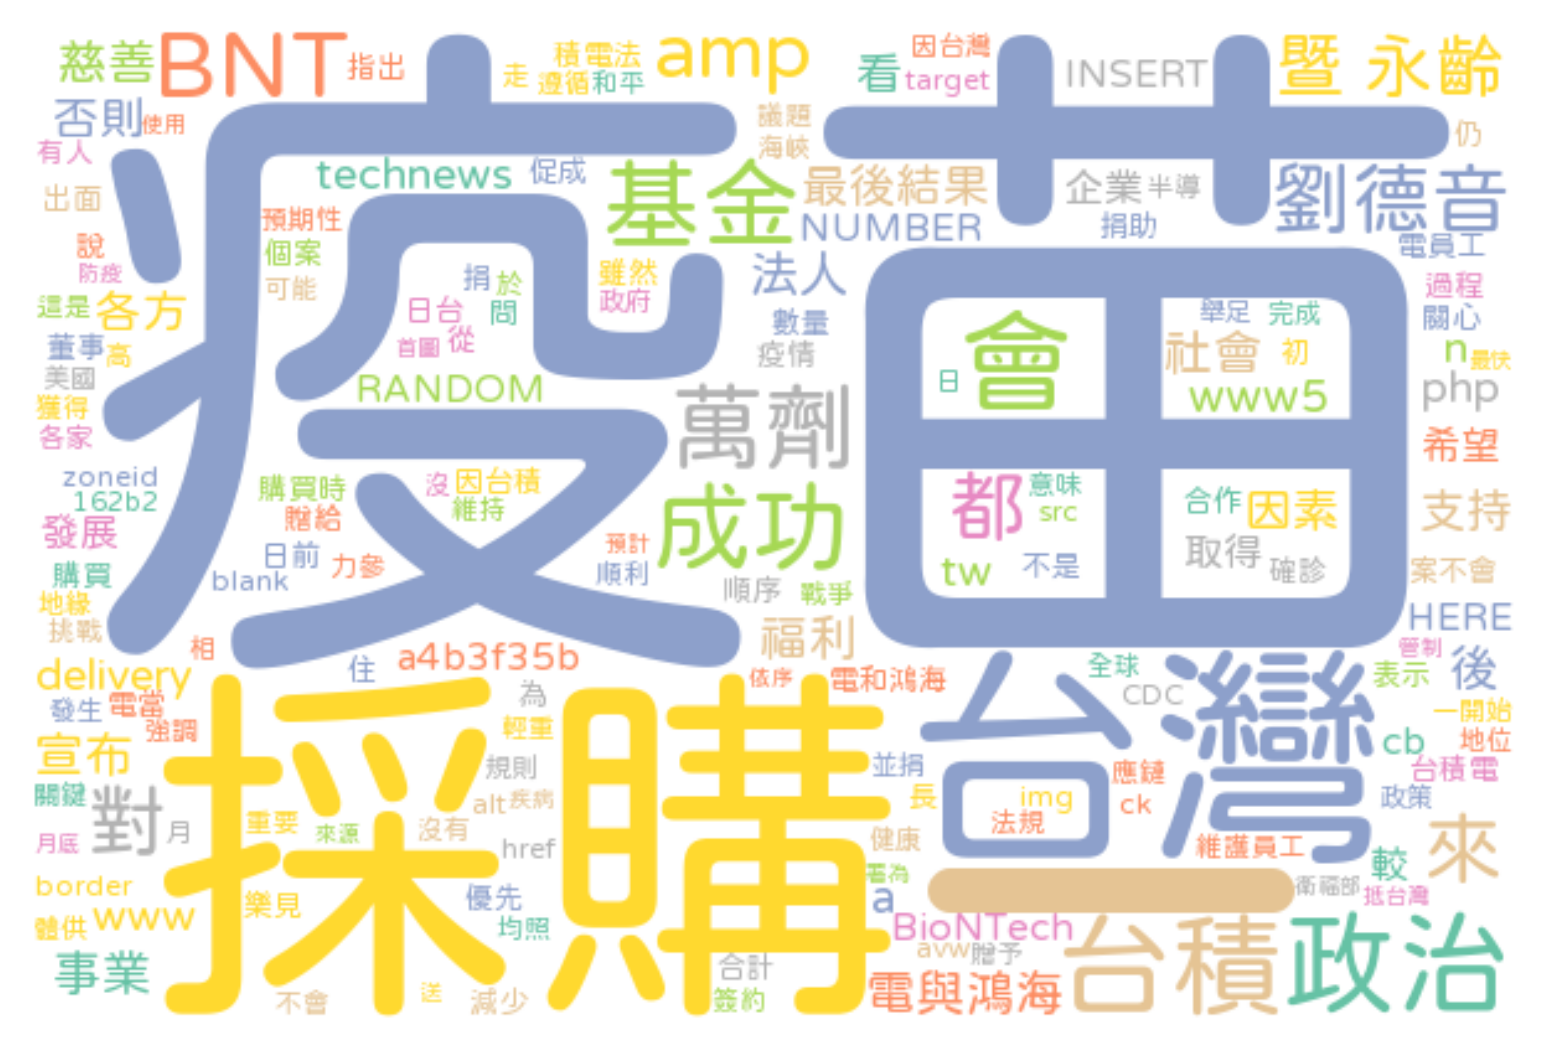 慈善
BNT
指出
走
積電法
遵循
和平
amp
看
因台灣
target
INSERT
暨
永齡
否則
使用
議題
海峽
仍
有人
出面
technews
促成
基金
最後結果
NUMBER
企業
半導
捐助
劉德音
電員工
疫苗
預期性
個案
可能
說
防疫
這是
各方
董事
高
美國
獲得
各家
捐
於
問
日台
首圖
從
雖然
政府
法人
數量
疫情
RANDOM
萬劑
會
日
舉足
完成
社會
初
www5
過程
關心
n
最快
php
希望
zoneid
162b2
發展
購買
地緣
挑戰
購買時
贈給
沒
因台積
維持
日前
力參
blank
預計
順利
成功
順序
戰爭
都
意味
src
tw
不是
合作
因素
取得
確診
支持
案不會
HERE
管制
表示
後
福利
相
住
a4b3f35b
依序
電和鴻海
全球
CDC
delivery
發生
電當
強調
為
輕重
規則
宣布
關鍵
對
月
月底
採購
台灣
一
重要
來源
沒有
alt
疾病
href
並捐
長
健康
署為
img
法規
應鏈
ck
維護員工
一開始
地位
cb
台積電
政策
較
來
border
體供
www
樂見
優先
均照
a
BioNTech
avw
贈予
衛福部
抵台灣
事業
不會
送
減少
合計
簽約
電與鴻海
台積
政治